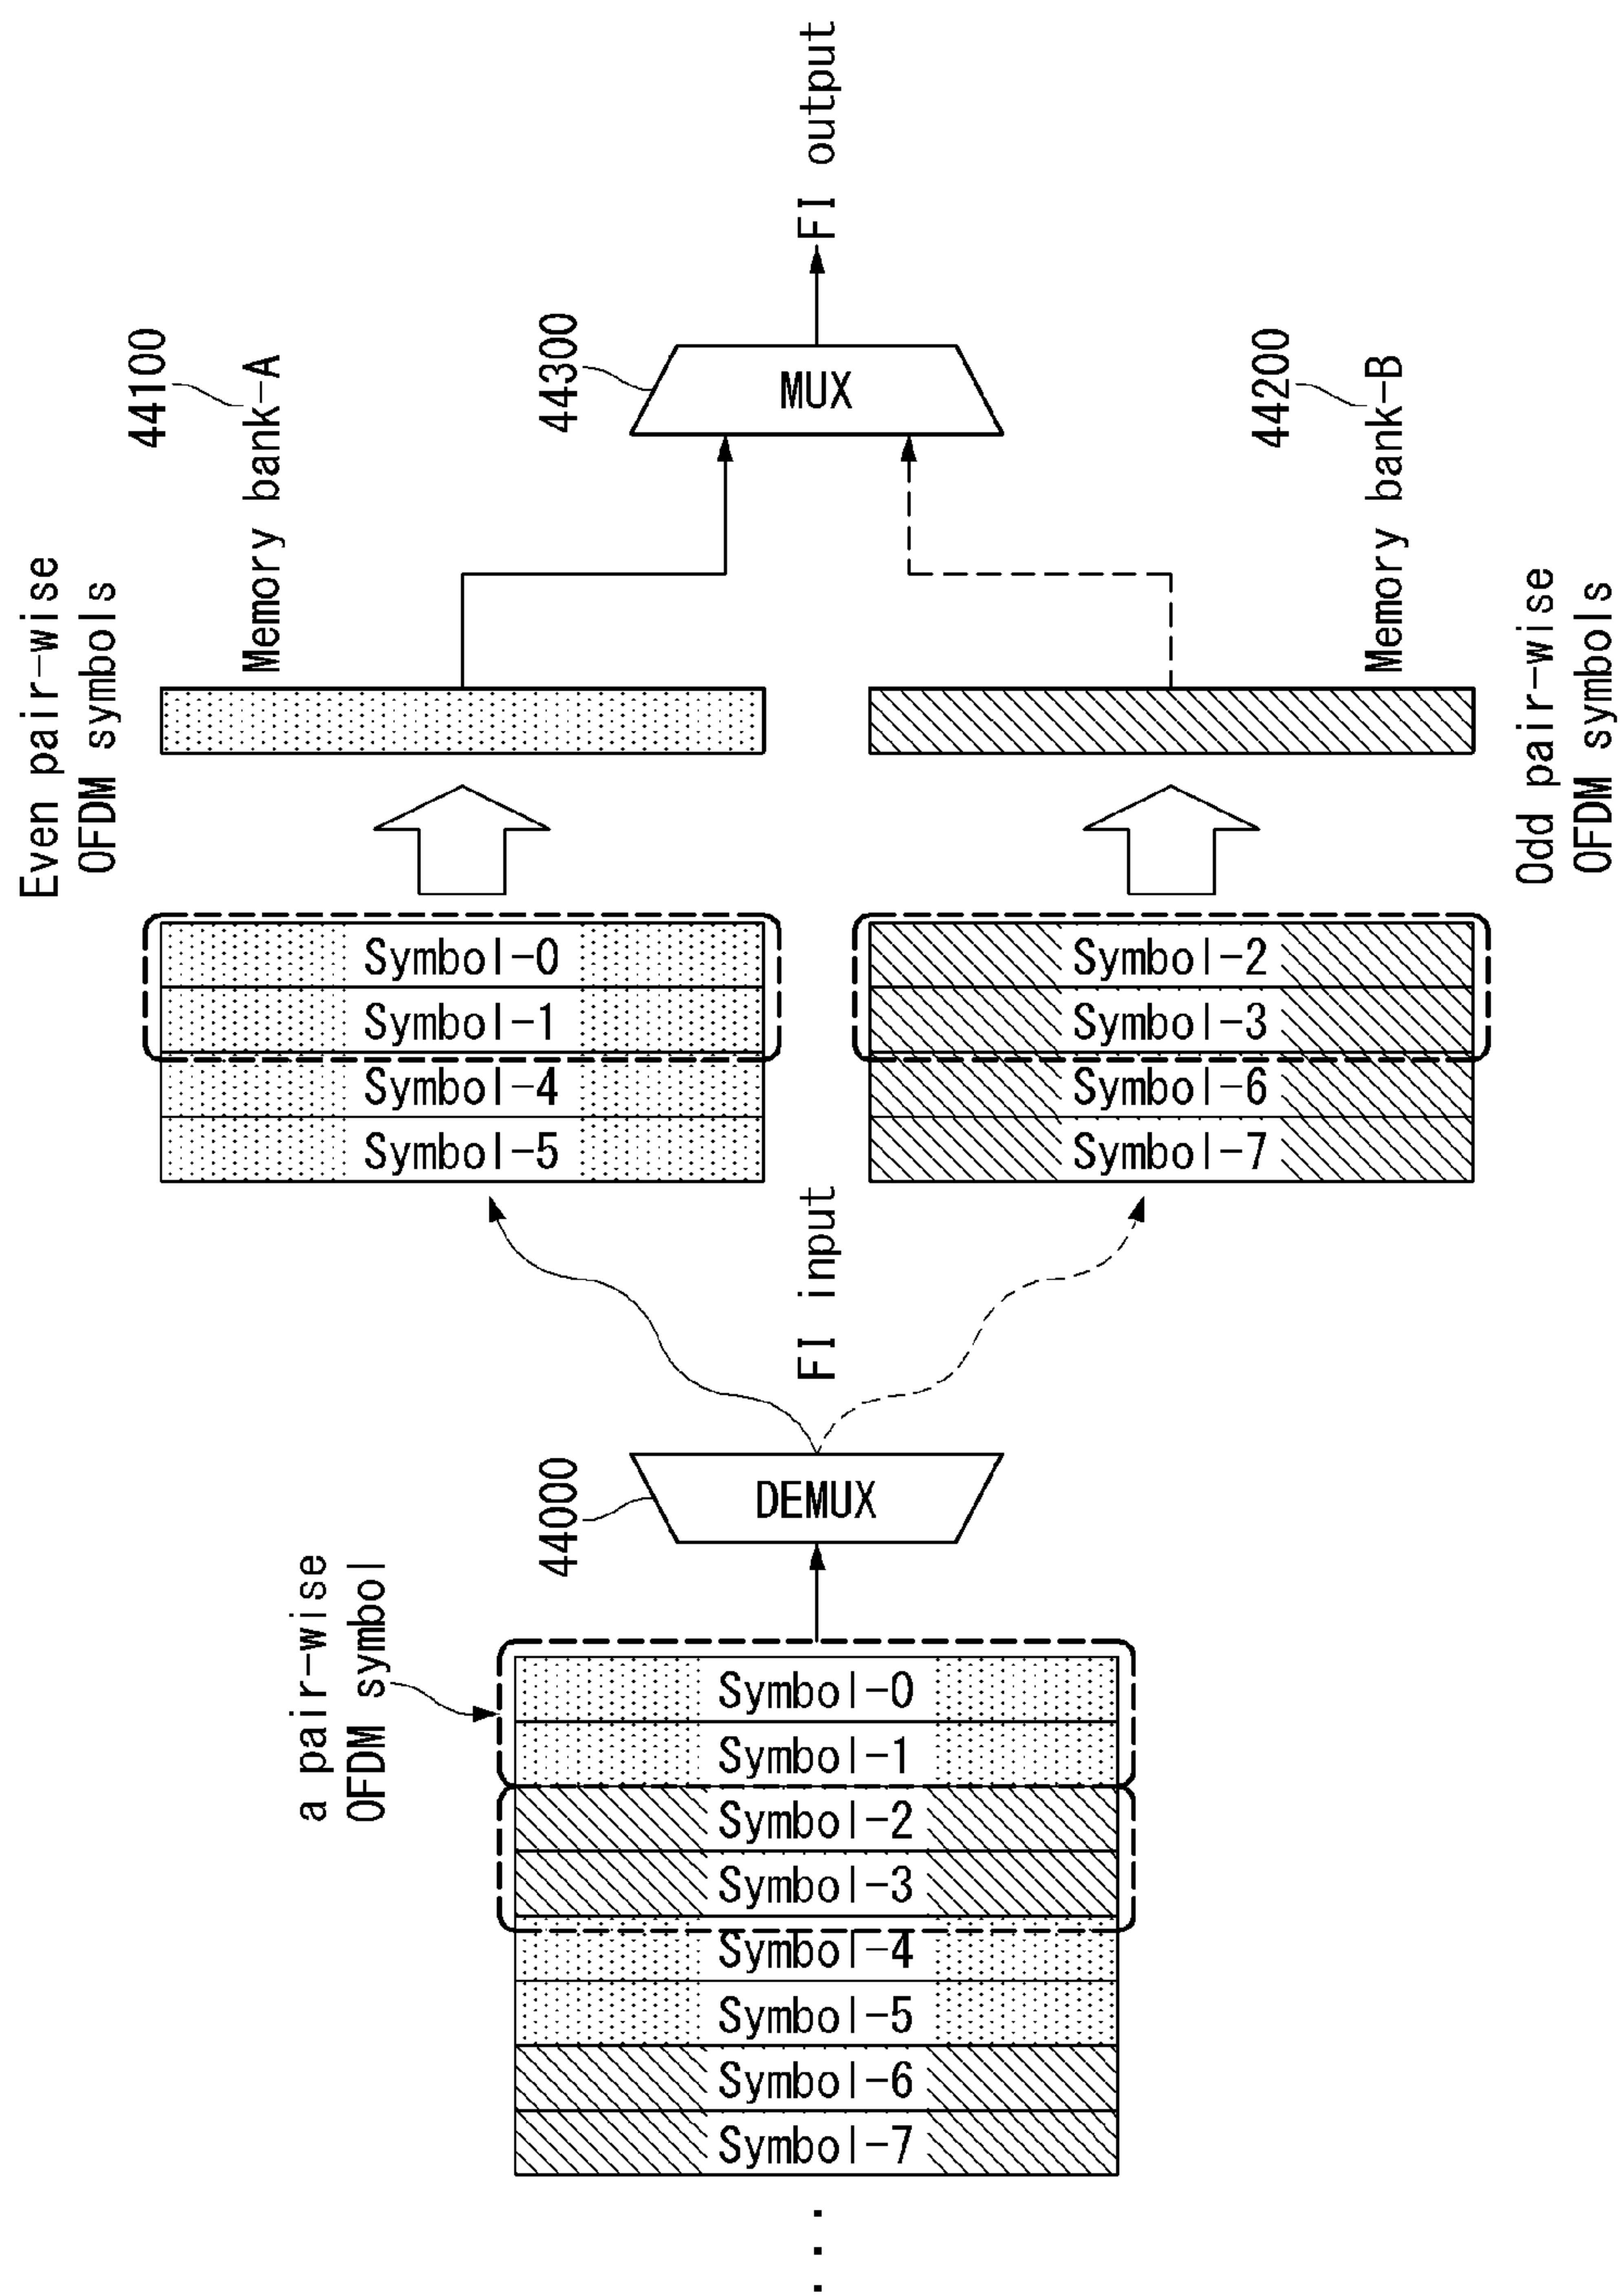 a pair-wise
OFDM symbol
Symbol-0
Symbol-1
Symbol-2
Symbol-3
Symbol-4
Symbol-5
Symbol-6
Symbol-7
. . .
44000
DEMUX
FI input
Symbol-0
Symbol-1
Symbol-4
Symbol-5
Symbol-2
Symbol-3
Symbol-6
Symbol-7
Even pair-wise
OFDM symbols
Memory bank-A
44100
Odd pair-wise
OFDM symbols
Memory bank-B
44200
44300
MUX
FI output